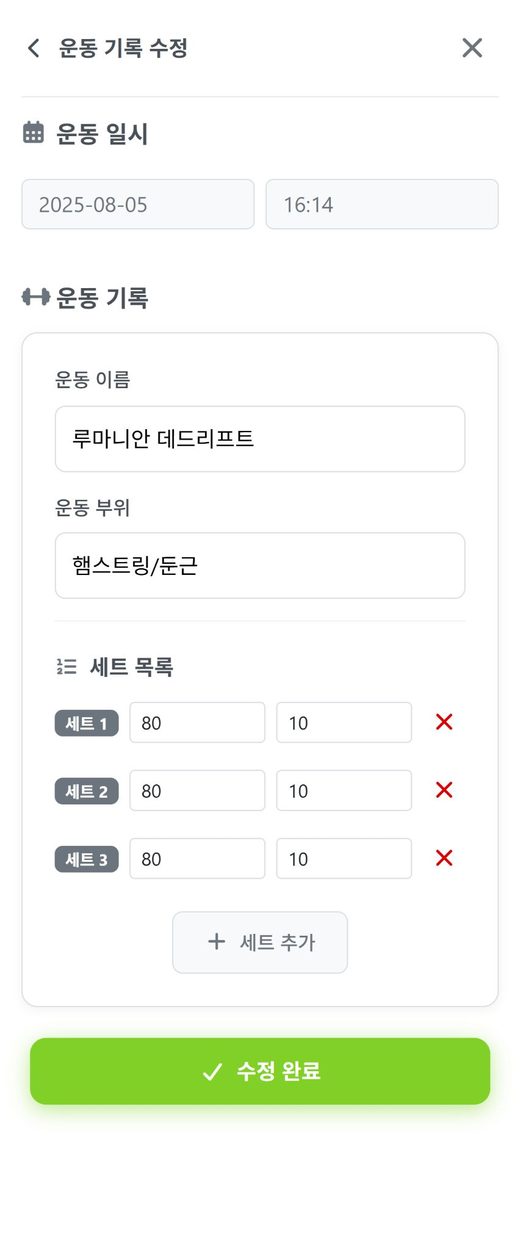 운동 기록 수정
운동 일시
2025-08-05 16:14
운동 기록
운동 이름
루마니안 데드리프트
운동 부위
햄스트링/둔근
세트 목록
세트 1 80 10
세트 2 80 10
세트 3 80 10
세트 추가
수정 완료